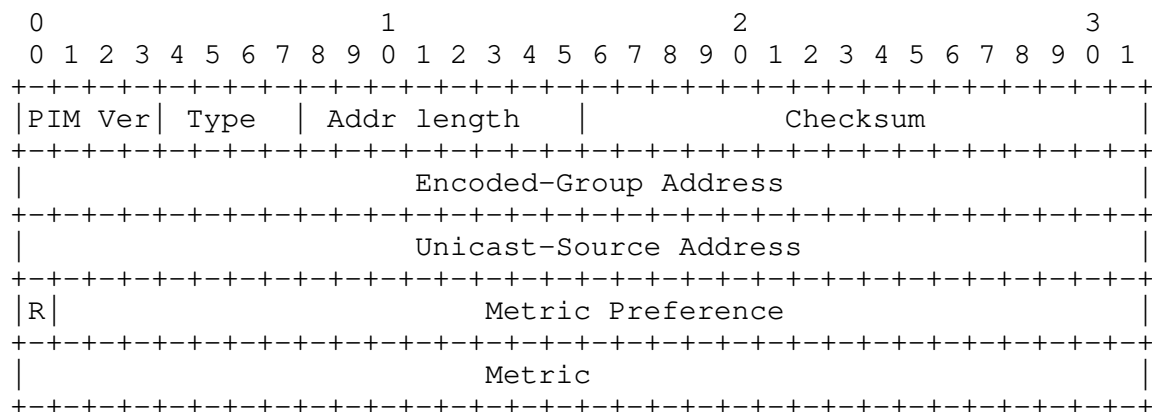 0                   1                   2                   3
 0 1 2 3 4 5 6 7 8 9 0 1 2 3 4 5 6 7 8 9 0 1 2 3 4 5 6 7 8 9 0 1
+-+-+-+-+-+-+-+-+-+-+-+-+-+-+-+-+-+-+-+-+-+-+-+-+-+-+-+-+-+-+-+-+
|PIM Ver| Type  | Addr length   |           Checksum            |
+-+-+-+-+-+-+-+-+-+-+-+-+-+-+-+-+-+-+-+-+-+-+-+-+-+-+-+-+-+-+-+-+
|                      Encoded-Group Address                    |
+-+-+-+-+-+-+-+-+-+-+-+-+-+-+-+-+-+-+-+-+-+-+-+-+-+-+-+-+-+-+-+-+
|                      Unicast-Source Address                   |
+-+-+-+-+-+-+-+-+-+-+-+-+-+-+-+-+-+-+-+-+-+-+-+-+-+-+-+-+-+-+-+-+
|R|                        Metric Preference                    |
+-+-+-+-+-+-+-+-+-+-+-+-+-+-+-+-+-+-+-+-+-+-+-+-+-+-+-+-+-+-+-+-+
|                          Metric                               |
+-+-+-+-+-+-+-+-+-+-+-+-+-+-+-+-+-+-+-+-+-+-+-+-+-+-+-+-+-+-+-+-+